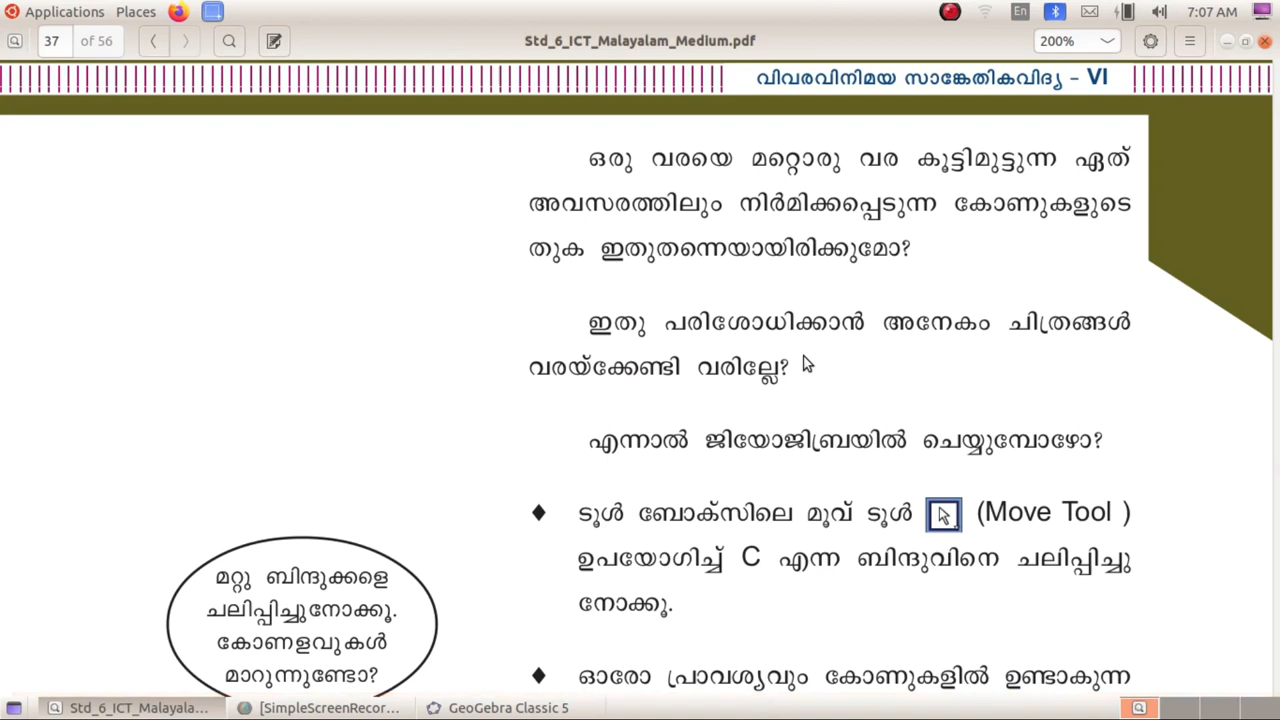 Applications Places En 7:07 AM
37 of 56 Std_6_ICT_Malayalam_Medium.pdf 200%
വിവരവിനിമയ സാങ്കേതികവിദ്യ - VI
ഒരു വരയെ മറ്റൊരു വര കൂട്ടിമുട്ടുന്ന ഏത്
അവസരത്തിലും നിർമിക്കപ്പെടുന്ന കോണുകളുടെ
തുക ഇതുതന്നെയായിരിക്കുമോ?
ഇതു പരിശോധിക്കാൻ അനേകം ചിത്രങ്ങൾ
വരയ്ക്കേണ്ടി വരില്ലേ?
എന്നാൽ ജിയോജിബ്രയിൽ ചെയ്യുമ്പോഴോ?
♦ ടൂൾ ബോക്സിലെ മൂവ് ടൂൾ (Move Tool )
ഉപയോഗിച്ച് C എന്ന ബിന്ദുവിനെ ചലിപ്പിച്ചു
നോക്കൂ.
♦ ഓരോ പ്രാവശ്യവും കോണുകളിൽ ഉണ്ടാകുന്ന
മറ്റു ബിന്ദുക്കളെ
ചലിപ്പിച്ചുനോക്കൂ.
കോണളവുകൾ
മാറുന്നുണ്ടോ?
Std_6_ICT_Malayala... [SimpleScreenRecor... GeoGebra Classic 5